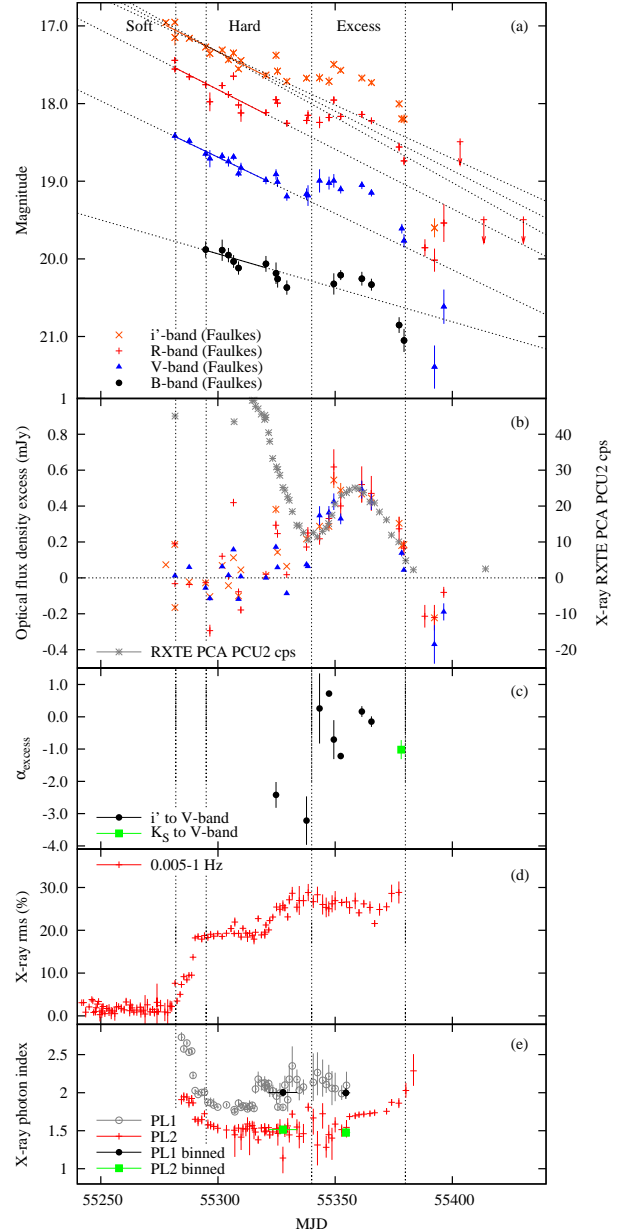 Soft Hard Excess (a)
17.0
18.0
19.0
20.0
21.0
Magnitude
i'-band (Faulkes)
R-band (Faulkes)
V-band (Faulkes)
B-band (Faulkes)
(b)
1
0.8
0.6
0.4
0.2
0
-0.2
-0.4
Optical flux density excess (mJy)
40
30
20
10
0
-10
-20
X-ray RXTE PCA PCU2 cps
RXTE PCA PCU2 cps
(c)
1.0
0.0
-1.0
-2.0
-3.0
-4.0
αexcess
i' to V-band
KS to V-band
(d)
0.005-1 Hz
30.0
20.0
10.0
0.0
X-ray rms (%)
(e)
2.5
2
1.5
1
X-ray photon index
PL1
PL2
PL1 binned
PL2 binned
55250 55300 55350 55400
MJD